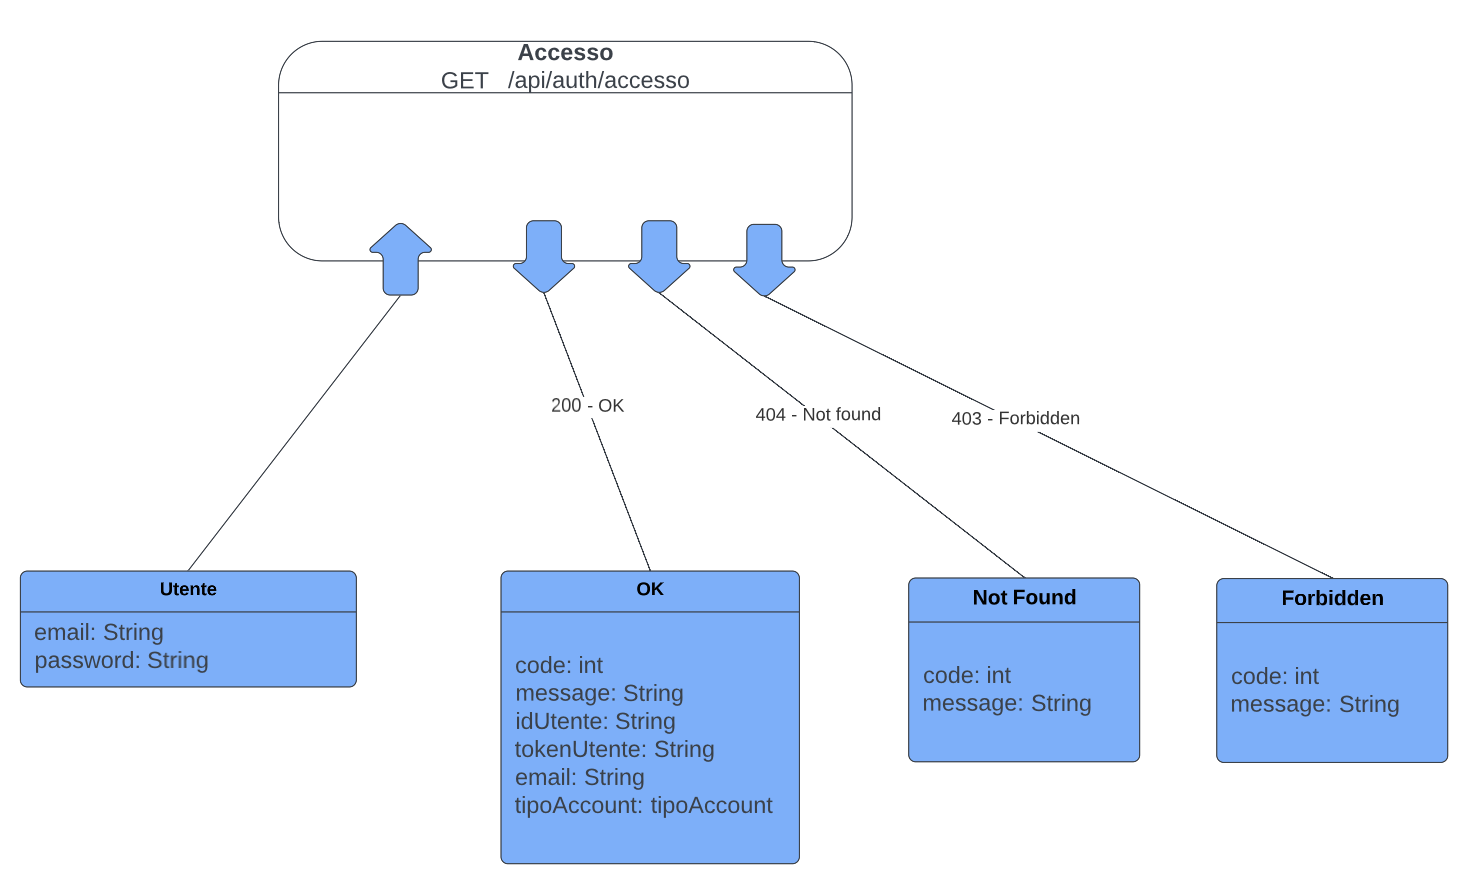 Accesso
GET /api/auth/accesso
200 - OK
404 - Not found
403 - Forbidden
Utente
email: String
password: String
OK
code: int
message: String
idUtente: String
tokenUtente: String
email: String
tipoAccount: tipoAccount
Not Found
code: int
message: String
Forbidden
code: int
message: String